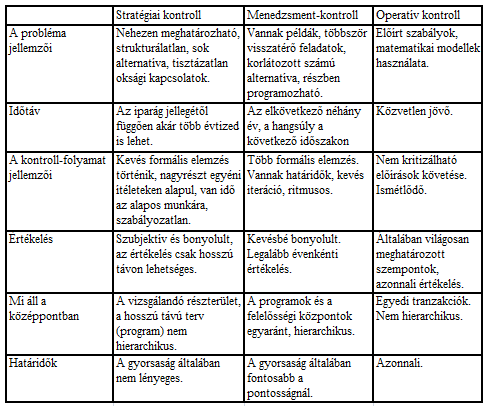 Stratégiai kontroll Menedzsment-kontroll Operatív kontroll
A probléma jellemzői
Nehezen meghatározható,
strukturálatlan, sok
alternatíva, tisztázatlan
oksági kapcsolatok.
Vannak példák, többször
visszatérő feladatok,
korlátozott számú
alternatíva, részben
programozható.
Előírt szabályok,
matematikai modellek
használata.
Időtáv
Az iparág jellegétől
függően akár több évtized
is lehet.
Az elkövetkező néhány
év, a hangsúly a
következő időszakon
Közvetlen jövő.
A kontroll-folyamat
jellemzői
Kevés formális elemzés
történik, nagyrészt egyéni
ítéleteken alapul, van idő
az alapos munkára,
szabályozatlan.
Több formális elemzés.
Vannak határidők, kevés
iteráció, ritmusos.
Nem kritizálható
előírások követése.
Ismétlődő.
Értékelés
Szubjektív és bonyolult,
az értékelés csak hosszú
távon lehetséges.
Kevésbé bonyolult.
Legalább évenkénti
értékelés.
Általában világosan
meghatározott
szempontok,
azonnali értékelés.
Mi áll a
középpontban
A vizsgálandó részterület,
a hosszú távú terv
(program) nem
hierarchikus.
A programok és a
felelősségi központok
egyaránt, hierarchikus.
Egyedi tranzakciók.
Nem hierarchikus.
Határidők
A gyorsaság általában
nem lényeges.
A gyorsaság általában
fontosabb a
pontosságnál.
Azonnali.